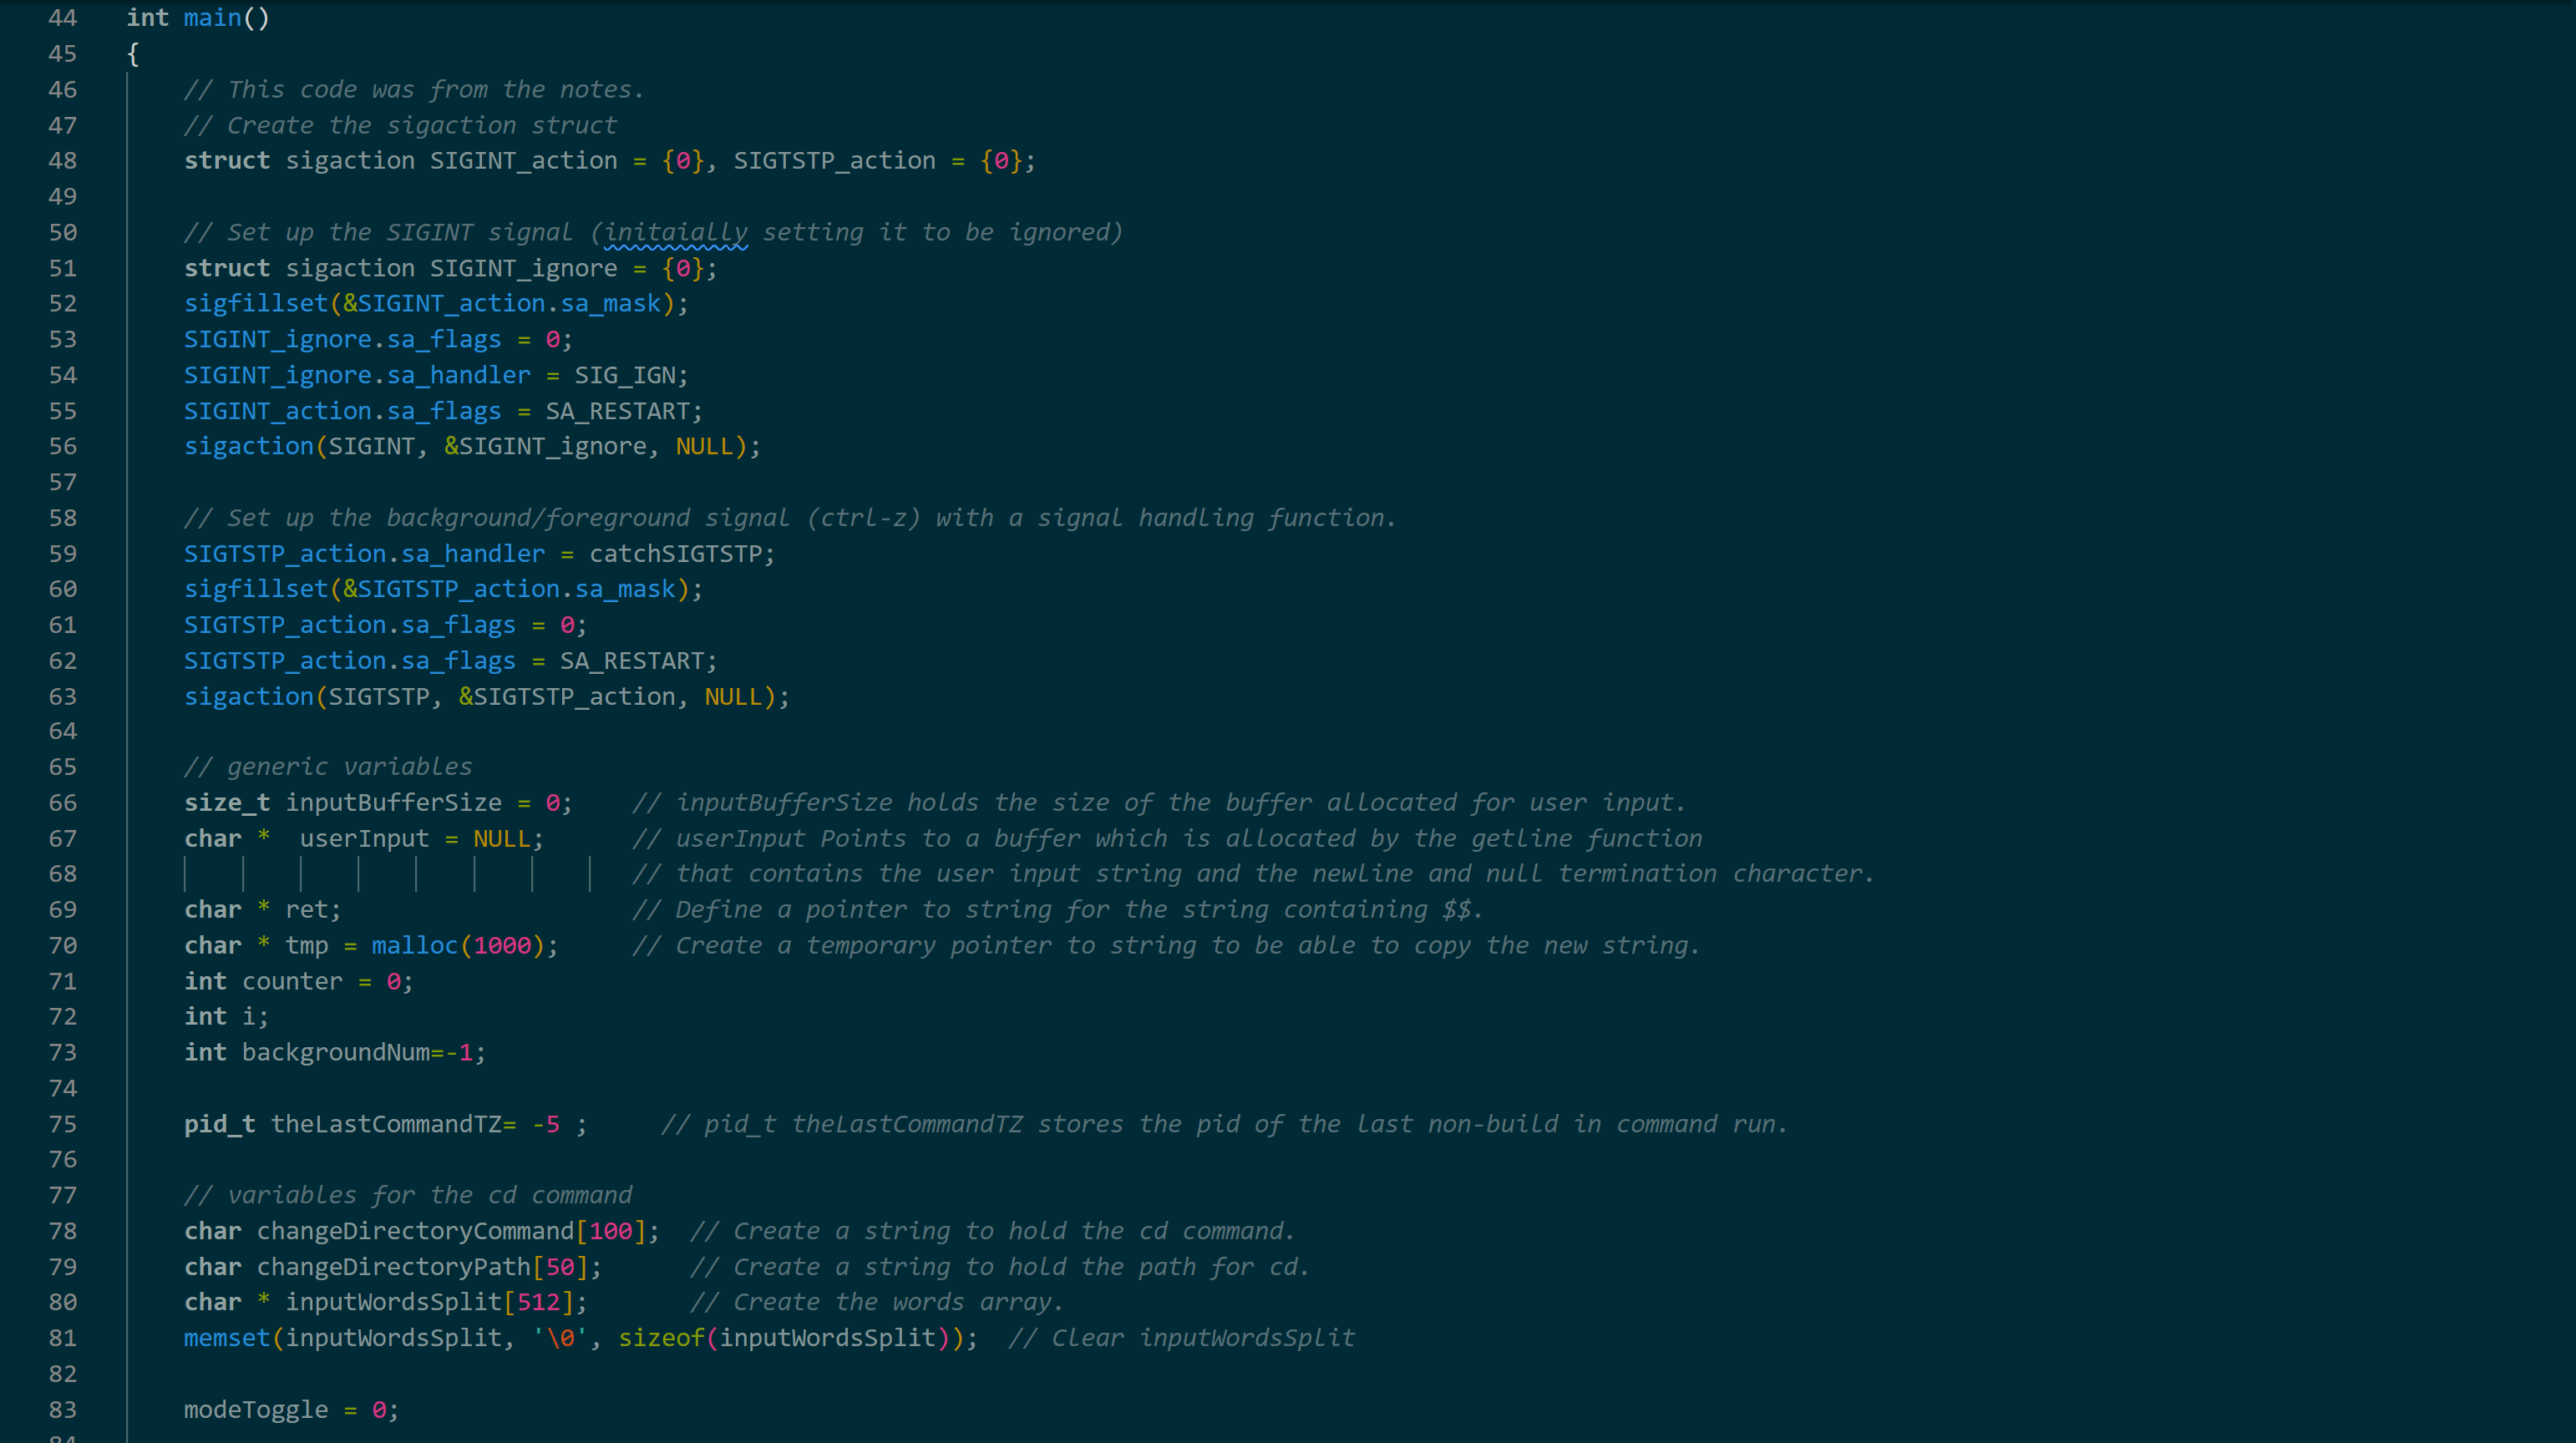 44 int main()
45 {
46 // This code was from the notes.
47 // Create the sigaction struct
48 struct sigaction SIGINT_action = {0}, SIGTSTP_action = {0};
49
50 // Set up the SIGINT signal (initaially setting it to be ignored)
51 struct sigaction SIGINT_ignore = {0};
52 sigfillset(&SIGINT_action.sa_mask);
53 SIGINT_ignore.sa_flags = 0;
54 SIGINT_ignore.sa_handler = SIG_IGN;
55 SIGINT_action.sa_flags = SA_RESTART;
56 sigaction(SIGINT, &SIGINT_ignore, NULL);
57
58 // Set up the background/foreground signal (ctrl-z) with a signal handling function.
59 SIGTSTP_action.sa_handler = catchSIGTSTP;
60 sigfillset(&SIGTSTP_action.sa_mask);
61 SIGTSTP_action.sa_flags = 0;
62 SIGTSTP_action.sa_flags = SA_RESTART;
63 sigaction(SIGTSTP, &SIGTSTP_action, NULL);
64
65 // generic variables
66 size_t inputBufferSize = 0; // inputBufferSize holds the size of the buffer allocated for user input.
67 char *  userInput = NULL; // userInput Points to a buffer which is allocated by the getline function
68 // that contains the user input string and the newline and null termination character.
69 char * ret; // Define a pointer to string for the string containing $$.
70 char * tmp = malloc(1000); // Create a temporary pointer to string to be able to copy the new string.
71 int counter = 0;
72 int i;
73 int backgroundNum=-1;
74
75 pid_t theLastCommandTZ= -5 ; // pid_t theLastCommandTZ stores the pid of the last non-build in command run.
76
77 // variables for the cd command
78 char changeDirectoryCommand[100]; // Create a string to hold the cd command.
79 char changeDirectoryPath[50]; // Create a string to hold the path for cd.
80 char * inputWordsSplit[512]; // Create the words array.
81 memset(inputWordsSplit, '\0', sizeof(inputWordsSplit)); // Clear inputWordsSplit
82
83 modeToggle = 0;
84